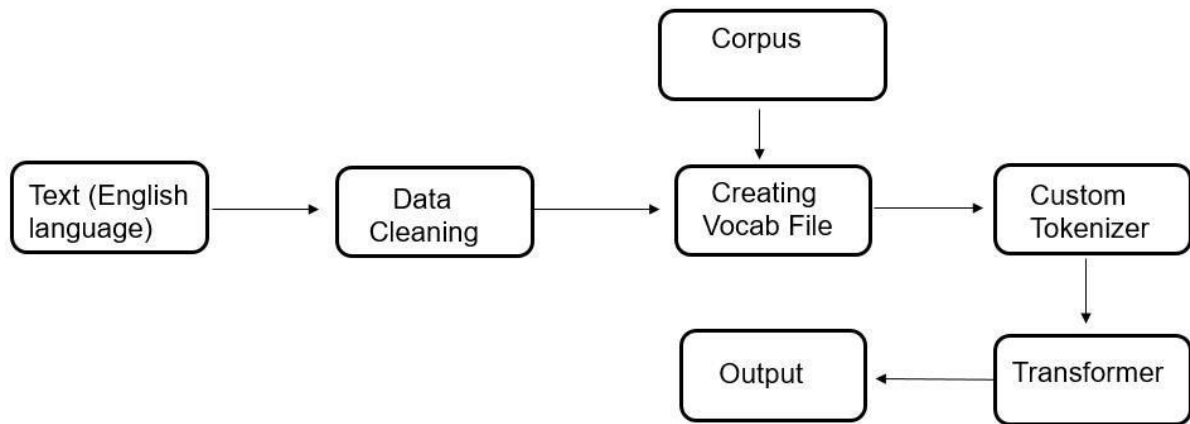 Corpus
Text (English
language)
Data
Cleaning
Creating
Vocab File
Custom
Tokenizer
Output
Transformer